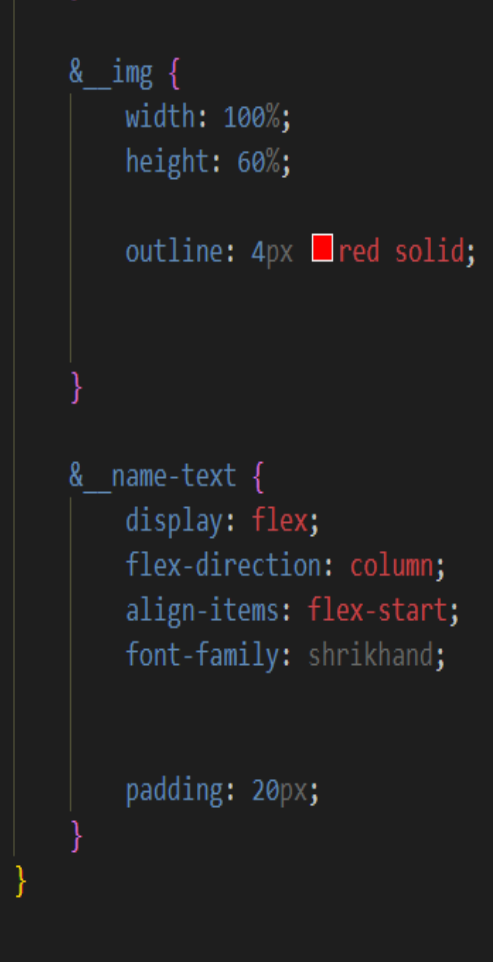 &__img {
width: 100%;
height: 60%;
outline: 4px red solid;
}
&__name-text {
display: flex;
flex-direction: column;
align-items: flex-start;
font-family: shrikhand;
padding: 20px;
}
}